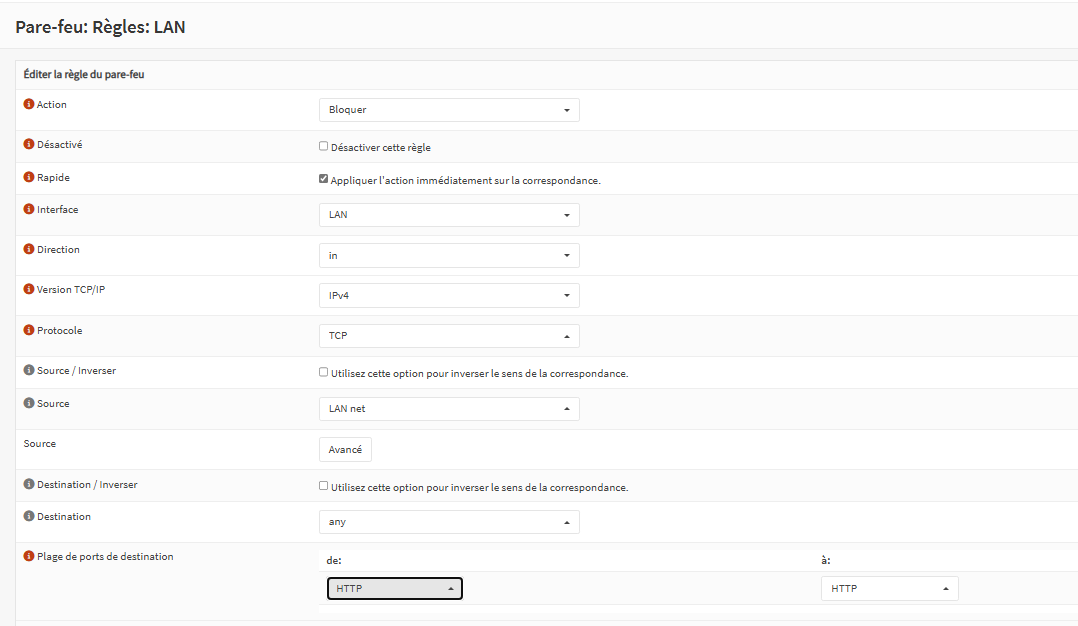 Pare-feu: Règles: LAN
Éditer la règle du pare-feu
Action
Bloquer
Désactivé
Désactiver cette règle
Rapide
Appliquer l'action immédiatement sur la correspondance.
Interface
LAN
Direction
in
Version TCP/IP
IPv4
Protocole
TCP
Source / Inverser
Utilisez cette option pour inverser le sens de la correspondance.
Source
LAN net
Source
Avancé
Destination / Inverser
Utilisez cette option pour inverser le sens de la correspondance.
Destination
any
Plage de ports de destination
de: à:
HTTP HTTP